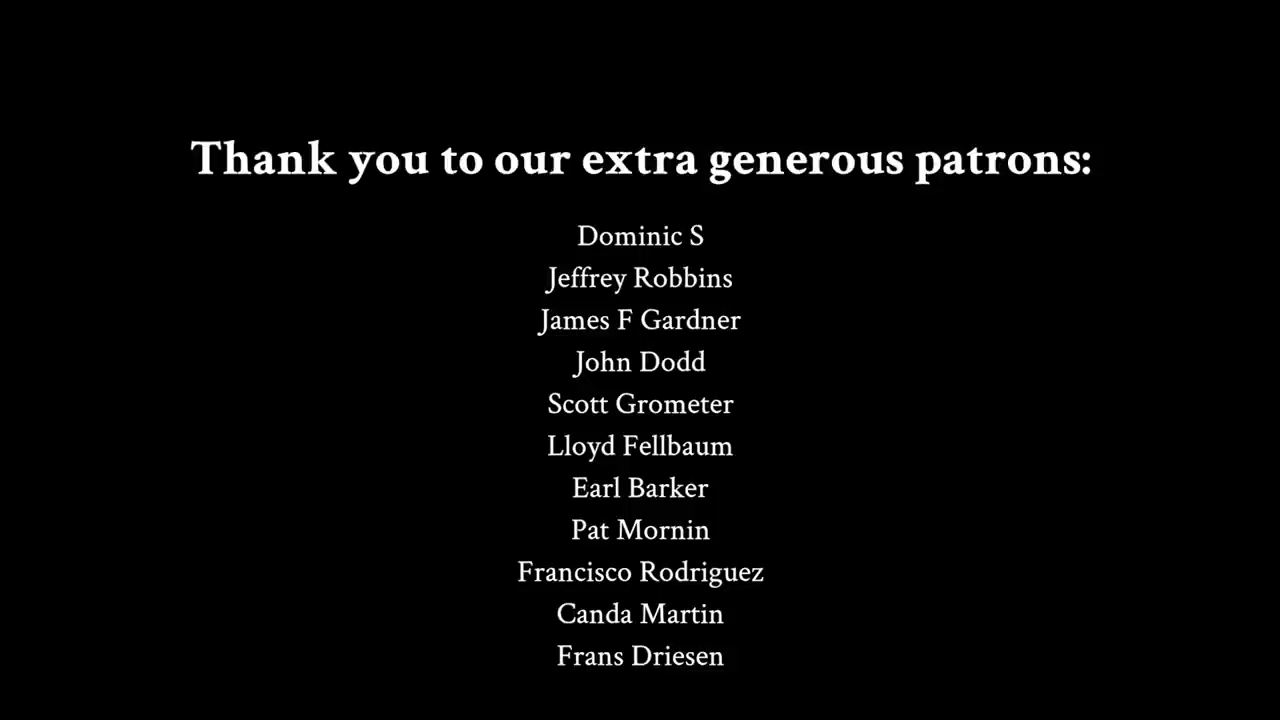 Thank you to our extra generous patrons:
Dominic S
Jeffrey Robbins
James F Gardner
John Dodd
Scott Grometer
Lloyd Fellbaum
Earl Barker
Pat Mornin
Francisco Rodriguez
Canda Martin
Frans Driesen